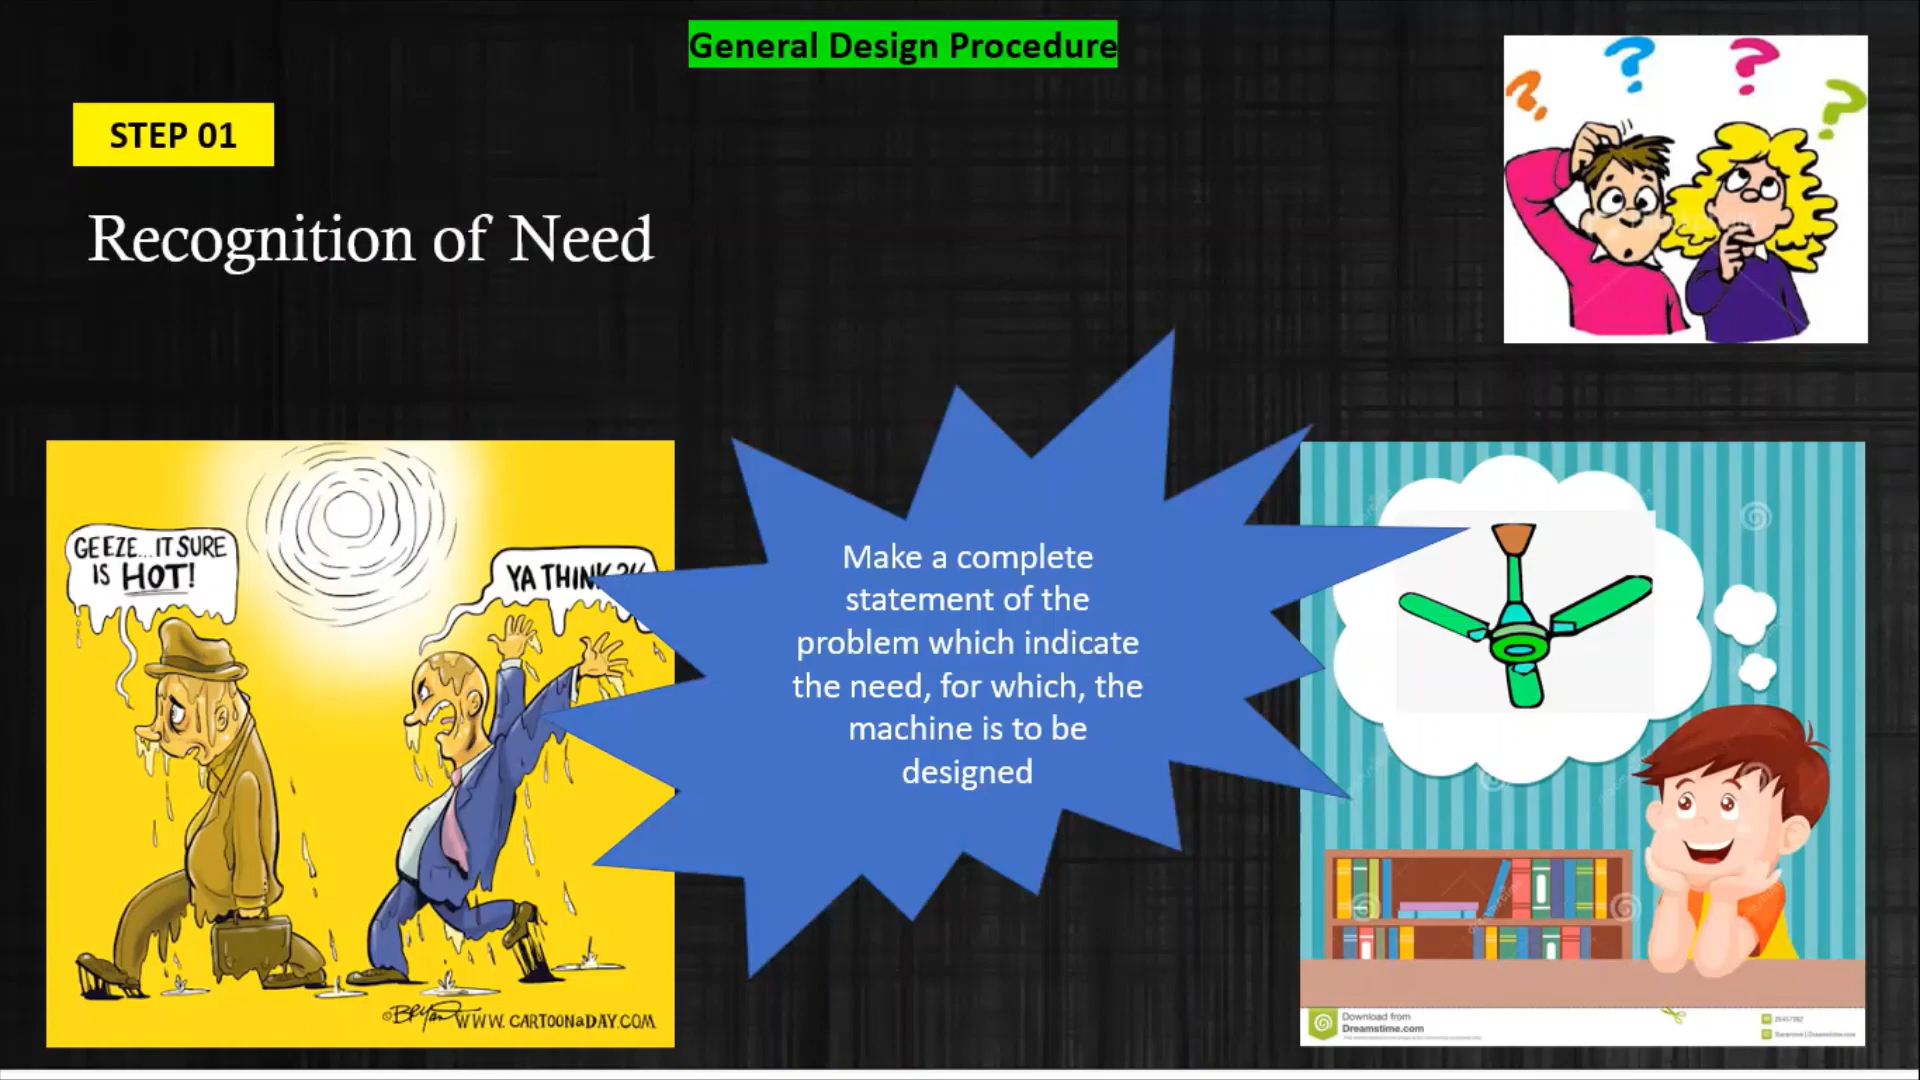 General Design Procedure
STEP 01
Recognition of Need
GEEZE...IT SURE
IS HOT!
YA THINK
Make a complete
statement of the
problem which indicate
the need, for which, the
machine is to be
designed
WWW.CARTOONaDAY.COM
Download from
Dreamstime.com